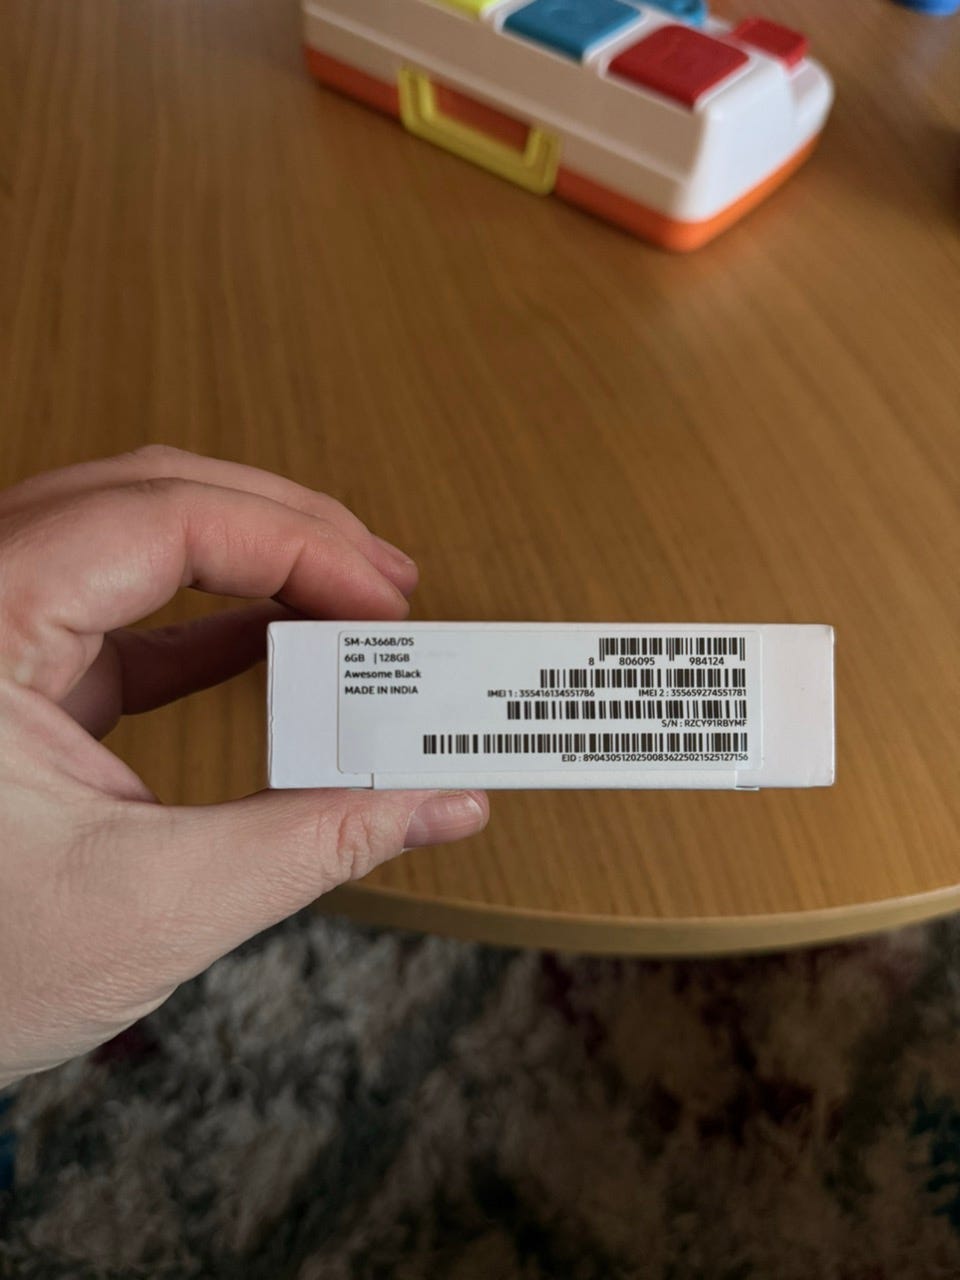 SM-A366B/DS
6GB | 128GB
Awesome Black
MADE IN INDIA
8 806095 984124
IMEI 1 : 355416134551786 IMEI 2 : 355659274551781
S/N : RZCY91RBYMF
EID : 89043051202500836225021525127156